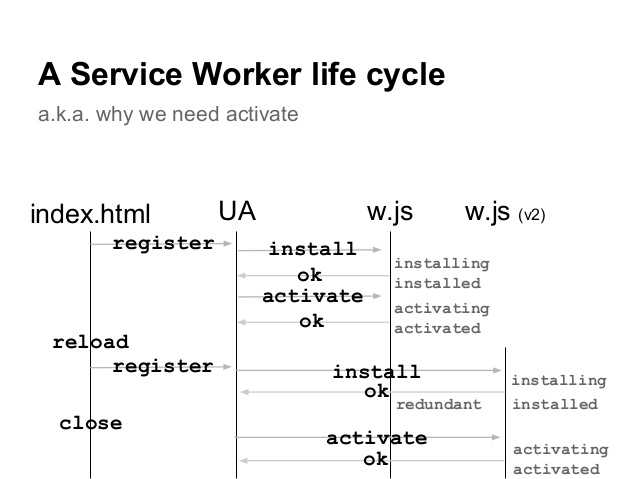 A Service Worker life cycle
a.k.a. why we need activate
index.html UA w.js w.js (v2)
register
install
installing
ok
installed
activate
activating
ok
activated
reload
register
install
installing
ok
redundant installed
close
activate
activating
ok
activated